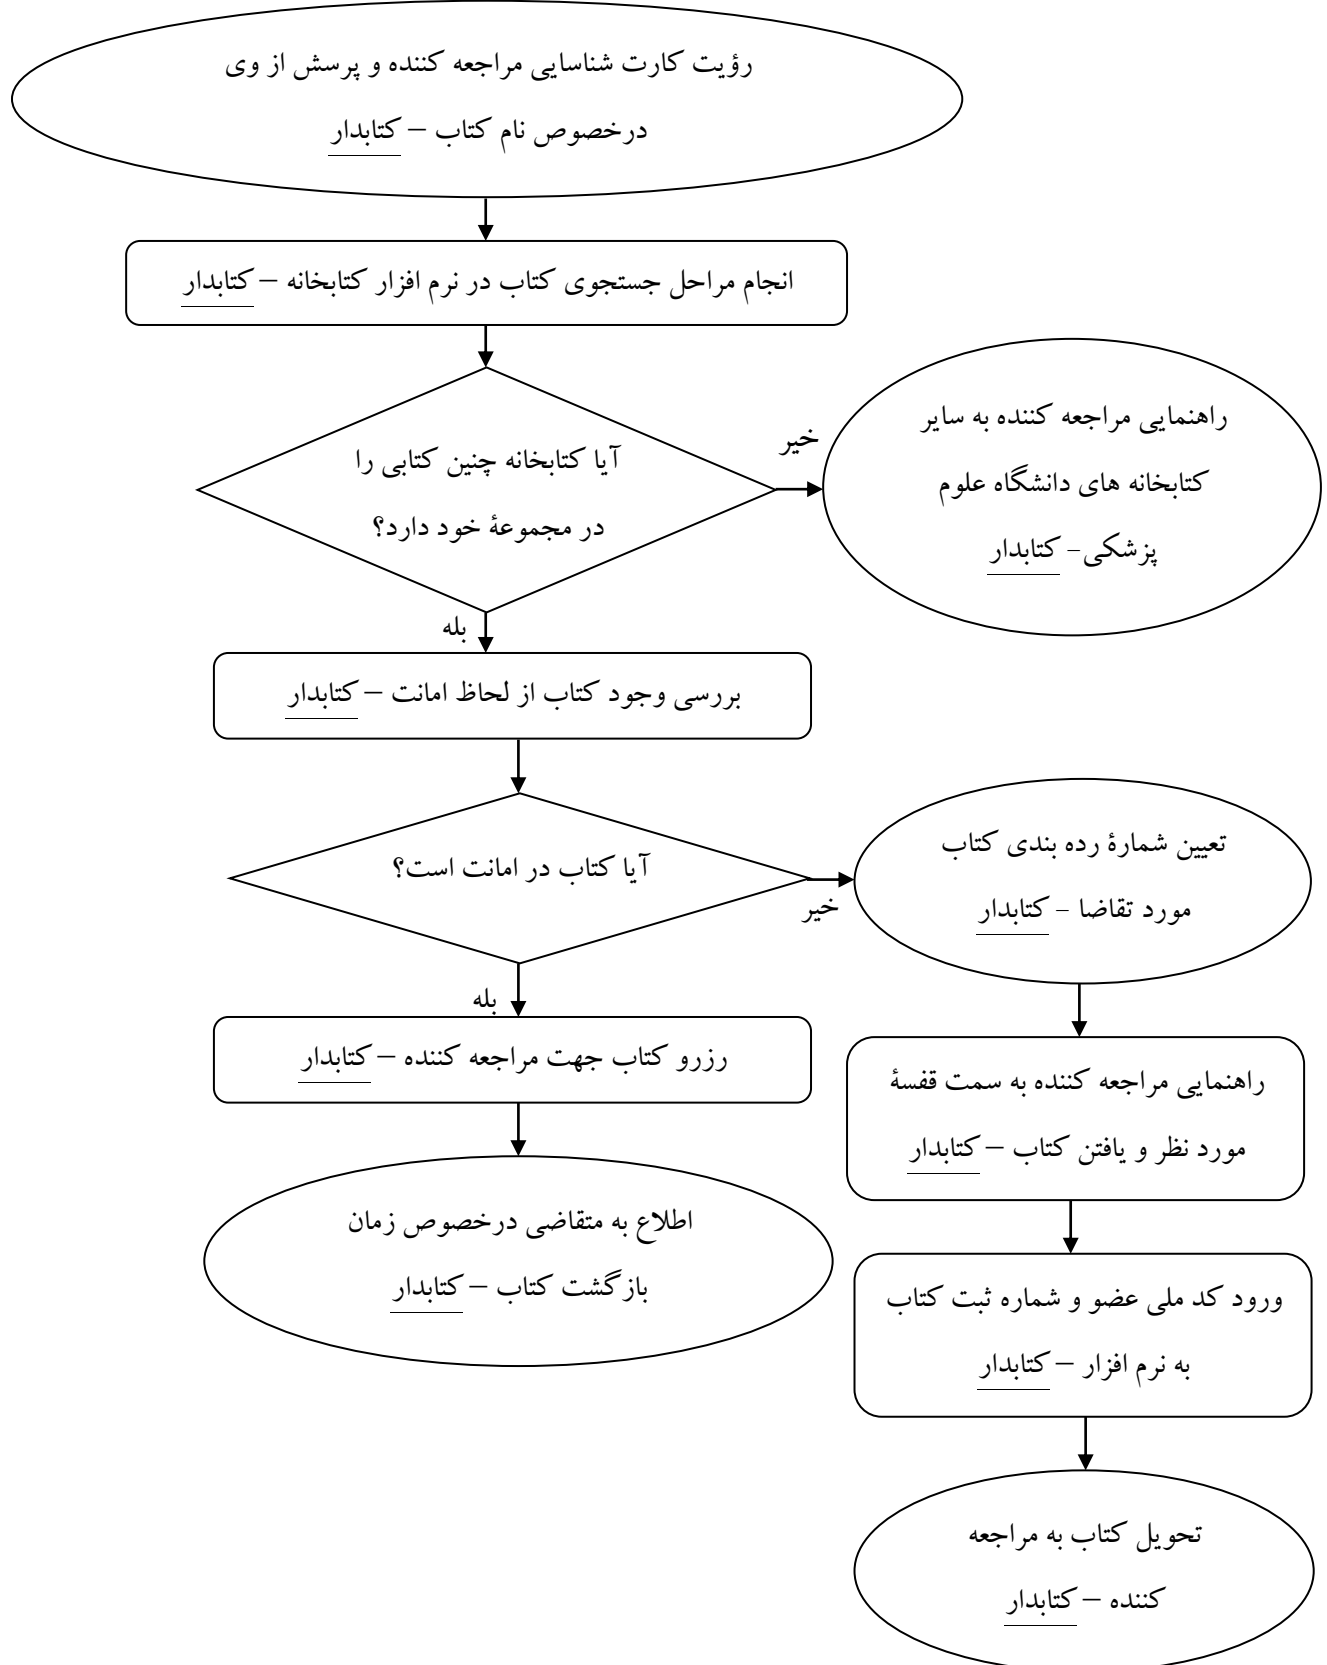 رؤیت کارت شناسایی مراجعه کننده و پرسش از وی
درخصوص نام کتاب – کتابدار
انجام مراحل جستجوی کتاب در نرم افزار کتابخانه – کتابدار
آیا کتابخانه چنین کتابی را
در مجموعۀ خود دارد؟
خیر
راهنمایی مراجعه کننده به سایر
کتابخانه های دانشگاه علوم
پزشکی- کتابدار
بله
بررسی وجود کتاب از لحاظ امانت – کتابدار
آیا کتاب در امانت است؟
خیر
تعیین شمارۀ رده بندی کتاب
مورد تقاضا - کتابدار
بله
رزرو کتاب جهت مراجعه کننده – کتابدار
راهنمایی مراجعه کننده به سمت قفسۀ
مورد نظر و یافتن کتاب – کتابدار
اطلاع به متقاضی درخصوص زمان
بازگشت کتاب – کتابدار
ورود کد ملی عضو و شماره ثبت کتاب
به نرم افزار – کتابدار
تحویل کتاب به مراجعه
کننده – کتابدار